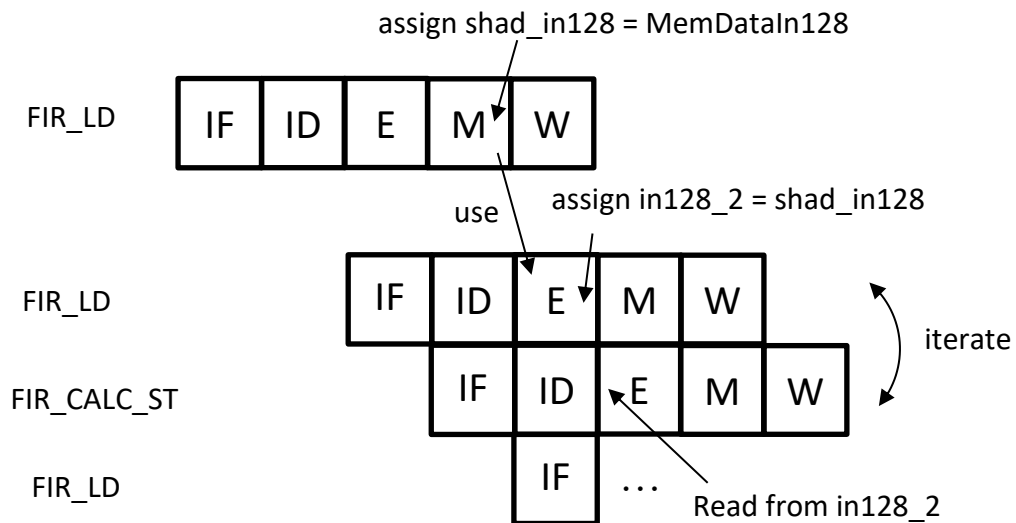 assign shad_in128 = MemDataIn128
FIR_LD IF ID E M W
use
assign in128_2 = shad_in128
FIR_LD IF ID E M W
iterate
FIR_CALC_ST IF ID E M W
FIR_LD IF ...
Read from in128_2